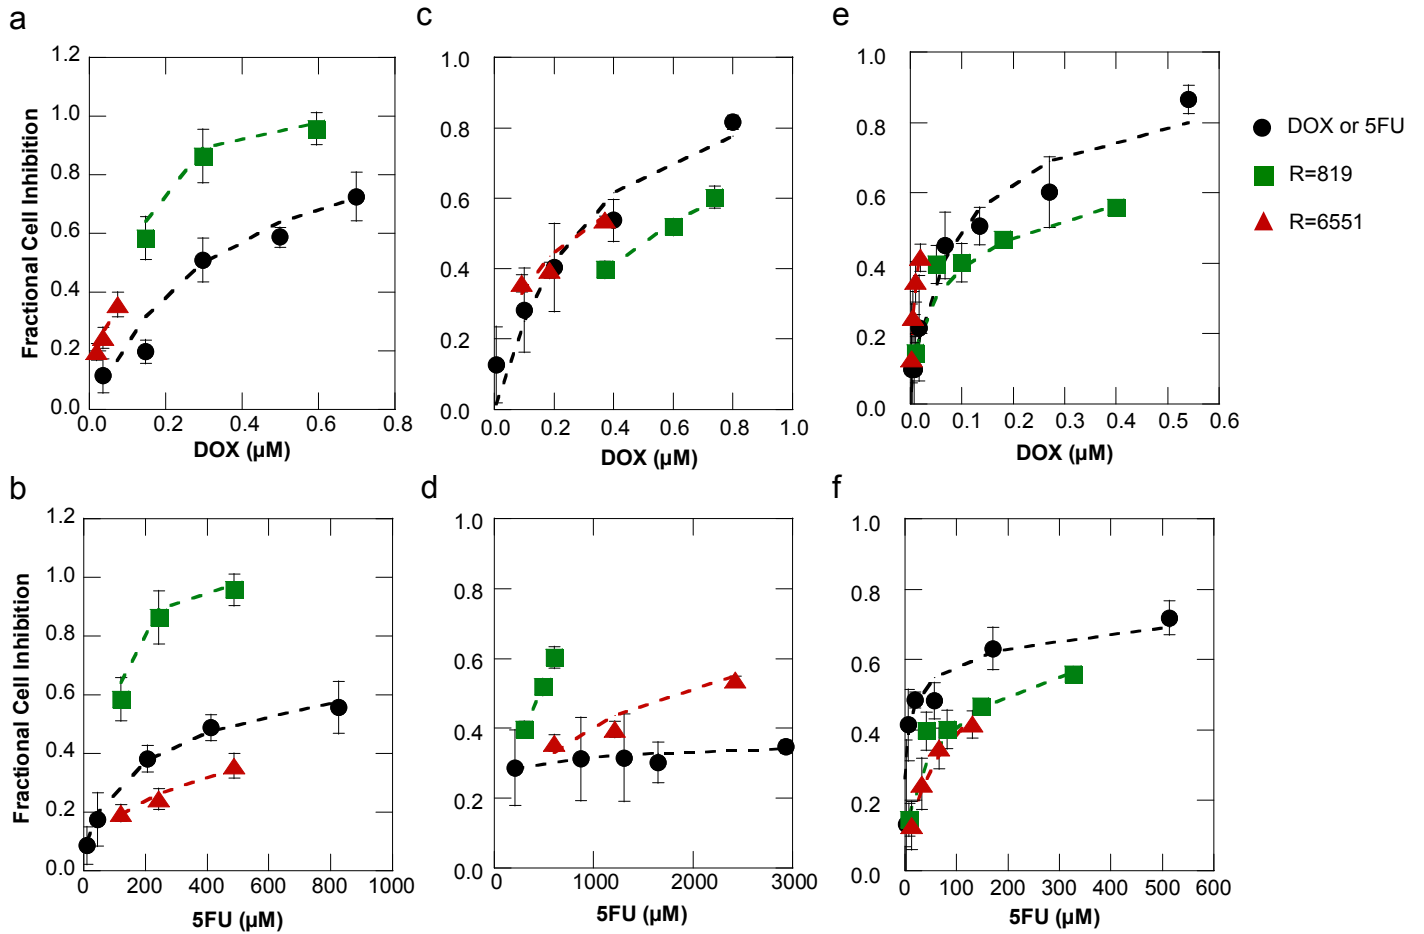 a
1.2
1.0
0.8
0.6
0.4
0.2
0.0
0.0 0.2 0.4 0.6 0.8
Fractional Cell Inhibition
DOX (µM)
c
1.0
0.8
0.6
0.4
0.2
0.0
0.0 0.2 0.4 0.6 0.8 1.0
DOX (µM)
e
1.0
0.8
0.6
0.4
0.2
0.0
0.0 0.1 0.2 0.3 0.4 0.5 0.6
DOX (µM)
DOX or 5FU
R=819
R=6551
b
1.2
1.0
0.8
0.6
0.4
0.2
0.0
0 200 400 600 800 1000
Fractional Cell Inhibition
5FU (µM)
d
1.0
0.8
0.6
0.4
0.2
0.0
0 1000 2000 3000
5FU (µM)
f
1.0
0.8
0.6
0.4
0.2
0.0
0 100 200 300 400 500 600
5FU (µM)